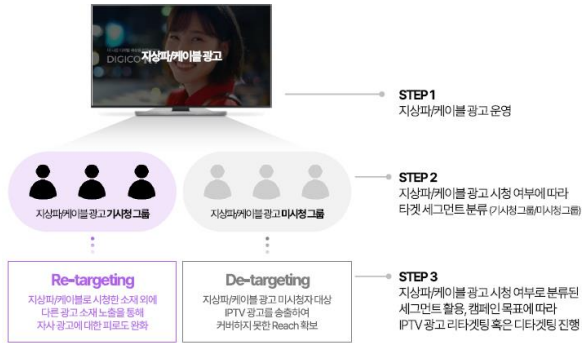 DIGICO
지상파/케이블 광고
STEP 1
지상파/케이블 광고 운영
지상파/케이블 광고 기시청 그룹
지상파/케이블 광고 미시청 그룹
STEP 2
지상파/케이블 광고 시청 여부에 따라
타겟 세그먼트 분류 (기시청 그룹/미시청 그룹)
Re-targeting
지상파/케이블로 시청한 소재 외에
다른 광고 소재 노출을 통해
자사 광고에 대한 피로도 완화
De-targeting
지상파/케이블 광고 미시청자 대상
IPTV 광고를 송출하여
커버하지 못한 Reach 확보
STEP 3
지상파/케이블 광고 시청 여부로 분류된
세그먼트 활용, 캠페인 목표에 따라
IPTV 광고 리타겟팅 혹은 디타겟팅 진행